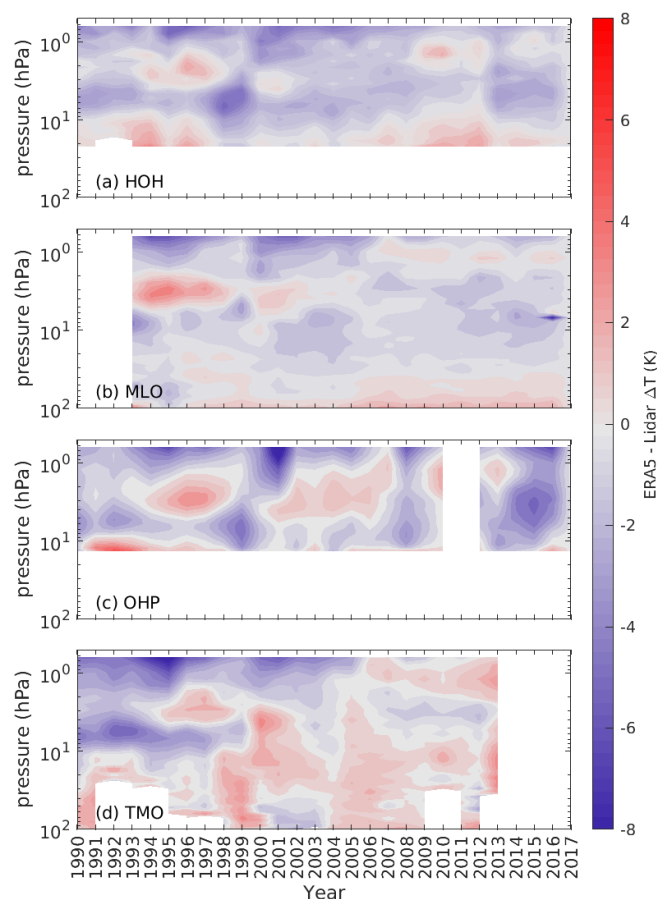 10⁰
10¹
10²
pressure (hPa)
(a) HOH
10⁰
10¹
10²
pressure (hPa)
(b) MLO
10⁰
10¹
10²
pressure (hPa)
(c) OHP
10⁰
10¹
10²
pressure (hPa)
(d) TMO
1990 1991 1992 1993 1994 1995 1996 1997 1998 1999 2000 2001 2002 2003 2004 2005 2006 2007 2008 2009 2010 2011 2012 2013 2014 2015 2016 2017
Year
8
6
4
2
0
-2
-4
-6
-8
ERA5 - Lidar ΔT (K)